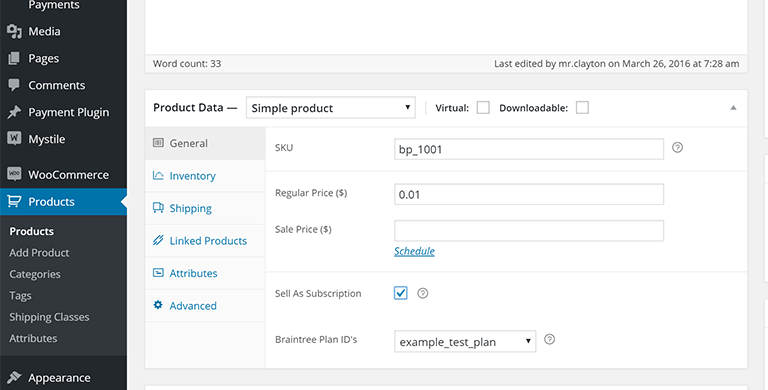 Payments
Media
Pages
Comments
Payment Plugin
Mystile
WooCommerce
Products
Products
Add Product
Categories
Tags
Shipping Classes
Attributes
Appearance
Word count: 33
Last edited by mr.clayton on March 26, 2016 at 7:28 am
Product Data — Simple product Virtual: Downloadable:
General
Inventory
Shipping
Linked Products
Attributes
Advanced
SKU bp_1001
Regular Price ($) 0.01
Sale Price ($)
Schedule
Sell As Subscription
Braintree Plan ID's example_test_plan